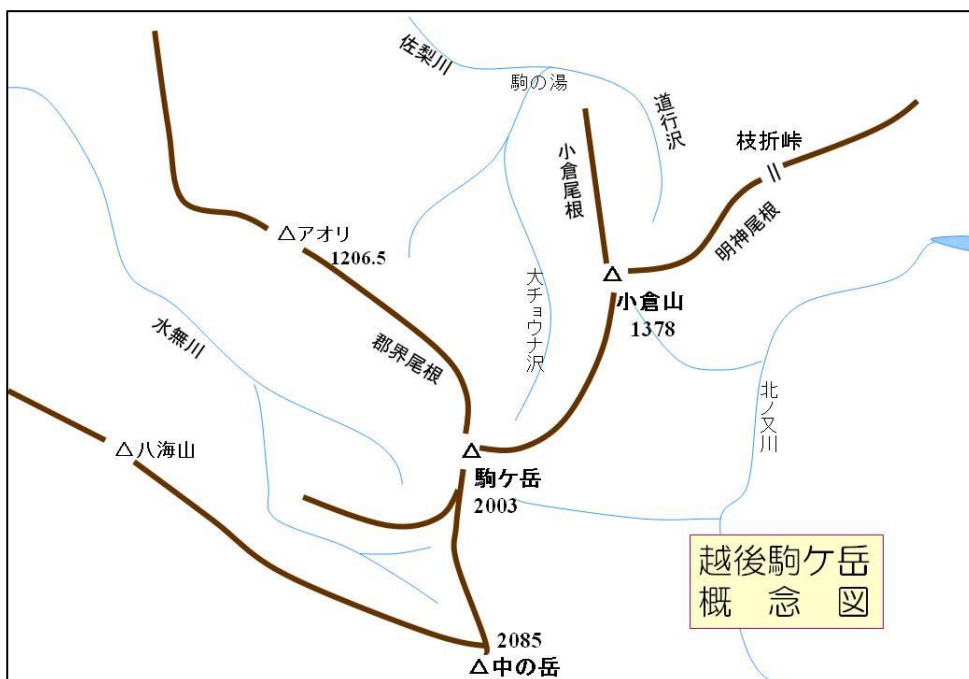 佐梨川
駒の湯
道行沢
枝折峠
小倉尾根
明神尾根
△アオリ
1206.5
大チョウナ沢
小倉山
1378
水無川
郡界尾根
北ノ又川
△八海山
駒ケ岳
2003
越後駒ケ岳
概念図
2085
△中の岳